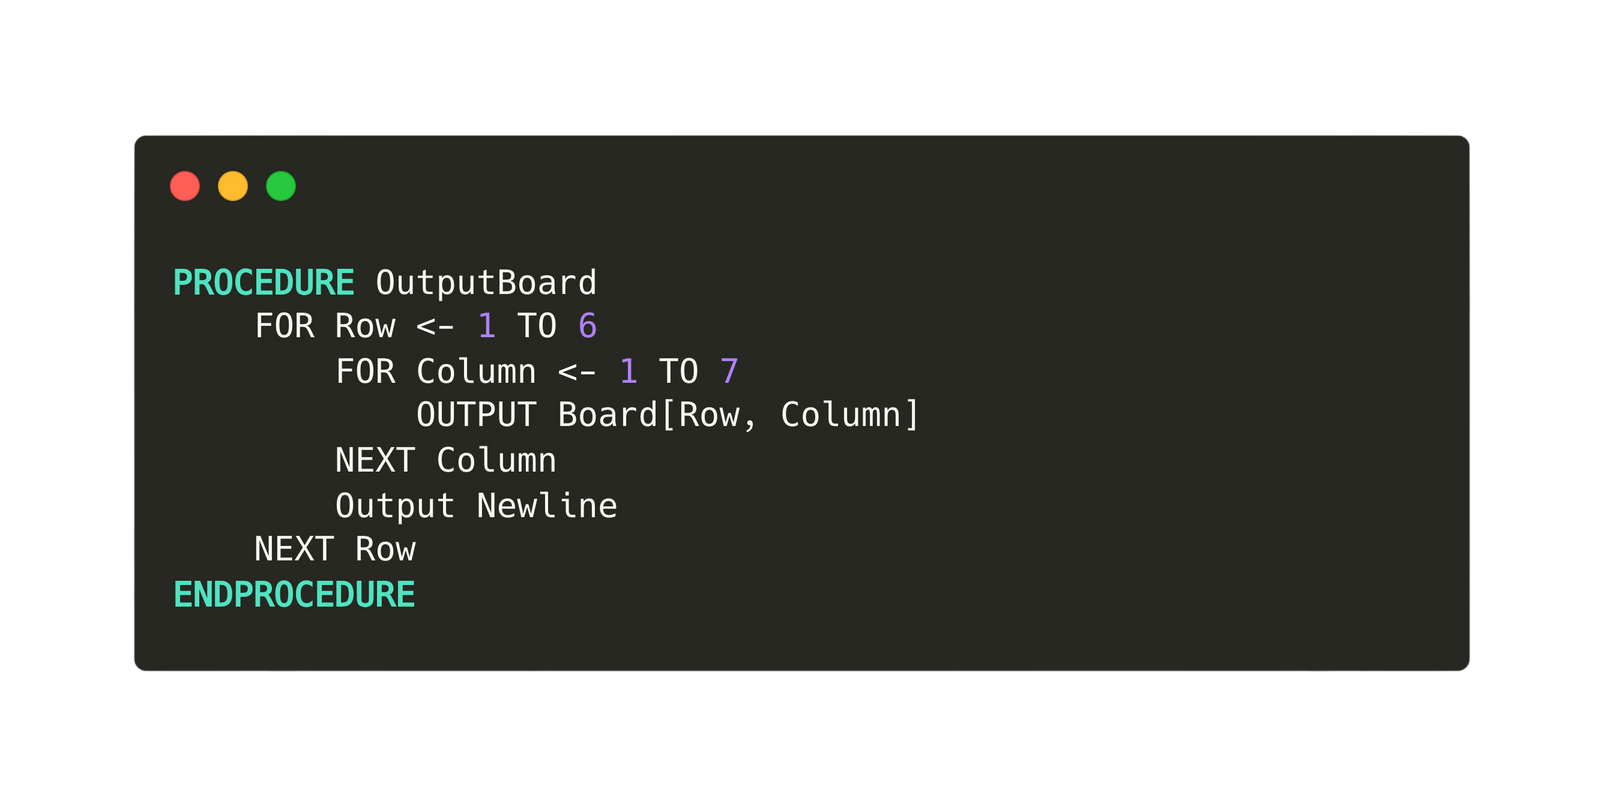 PROCEDURE OutputBoard
    FOR Row <- 1 TO 6
        FOR Column <- 1 TO 7
            OUTPUT Board[Row, Column]
        NEXT Column
        Output Newline
    NEXT Row
ENDPROCEDURE